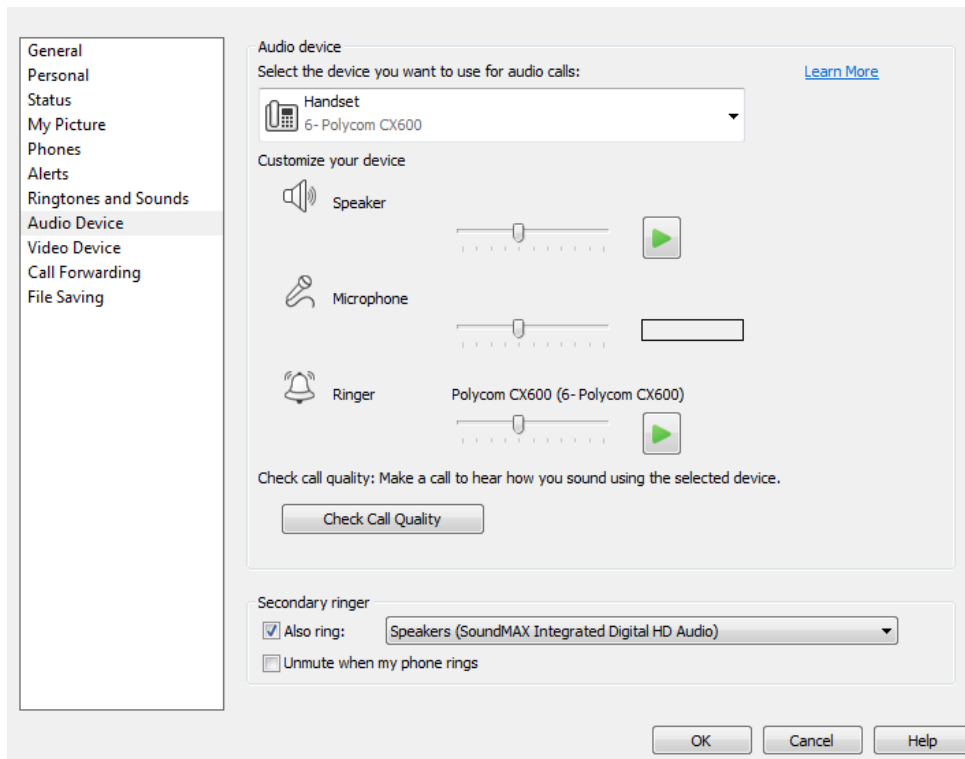 General
Personal
Status
My Picture
Phones
Alerts
Ringtones and Sounds
Audio Device
Video Device
Call Forwarding
File Saving
Audio device
Select the device you want to use for audio calls:
Learn More
Handset
6- Polycom CX600
Customize your device
Speaker
Microphone
Ringer
Polycom CX600 (6- Polycom CX600)
Check call quality: Make a call to hear how you sound using the selected device.
Check Call Quality
Secondary ringer
Also ring:
Speakers (SoundMAX Integrated Digital HD Audio)
Unmute when my phone rings
OK
Cancel
Help